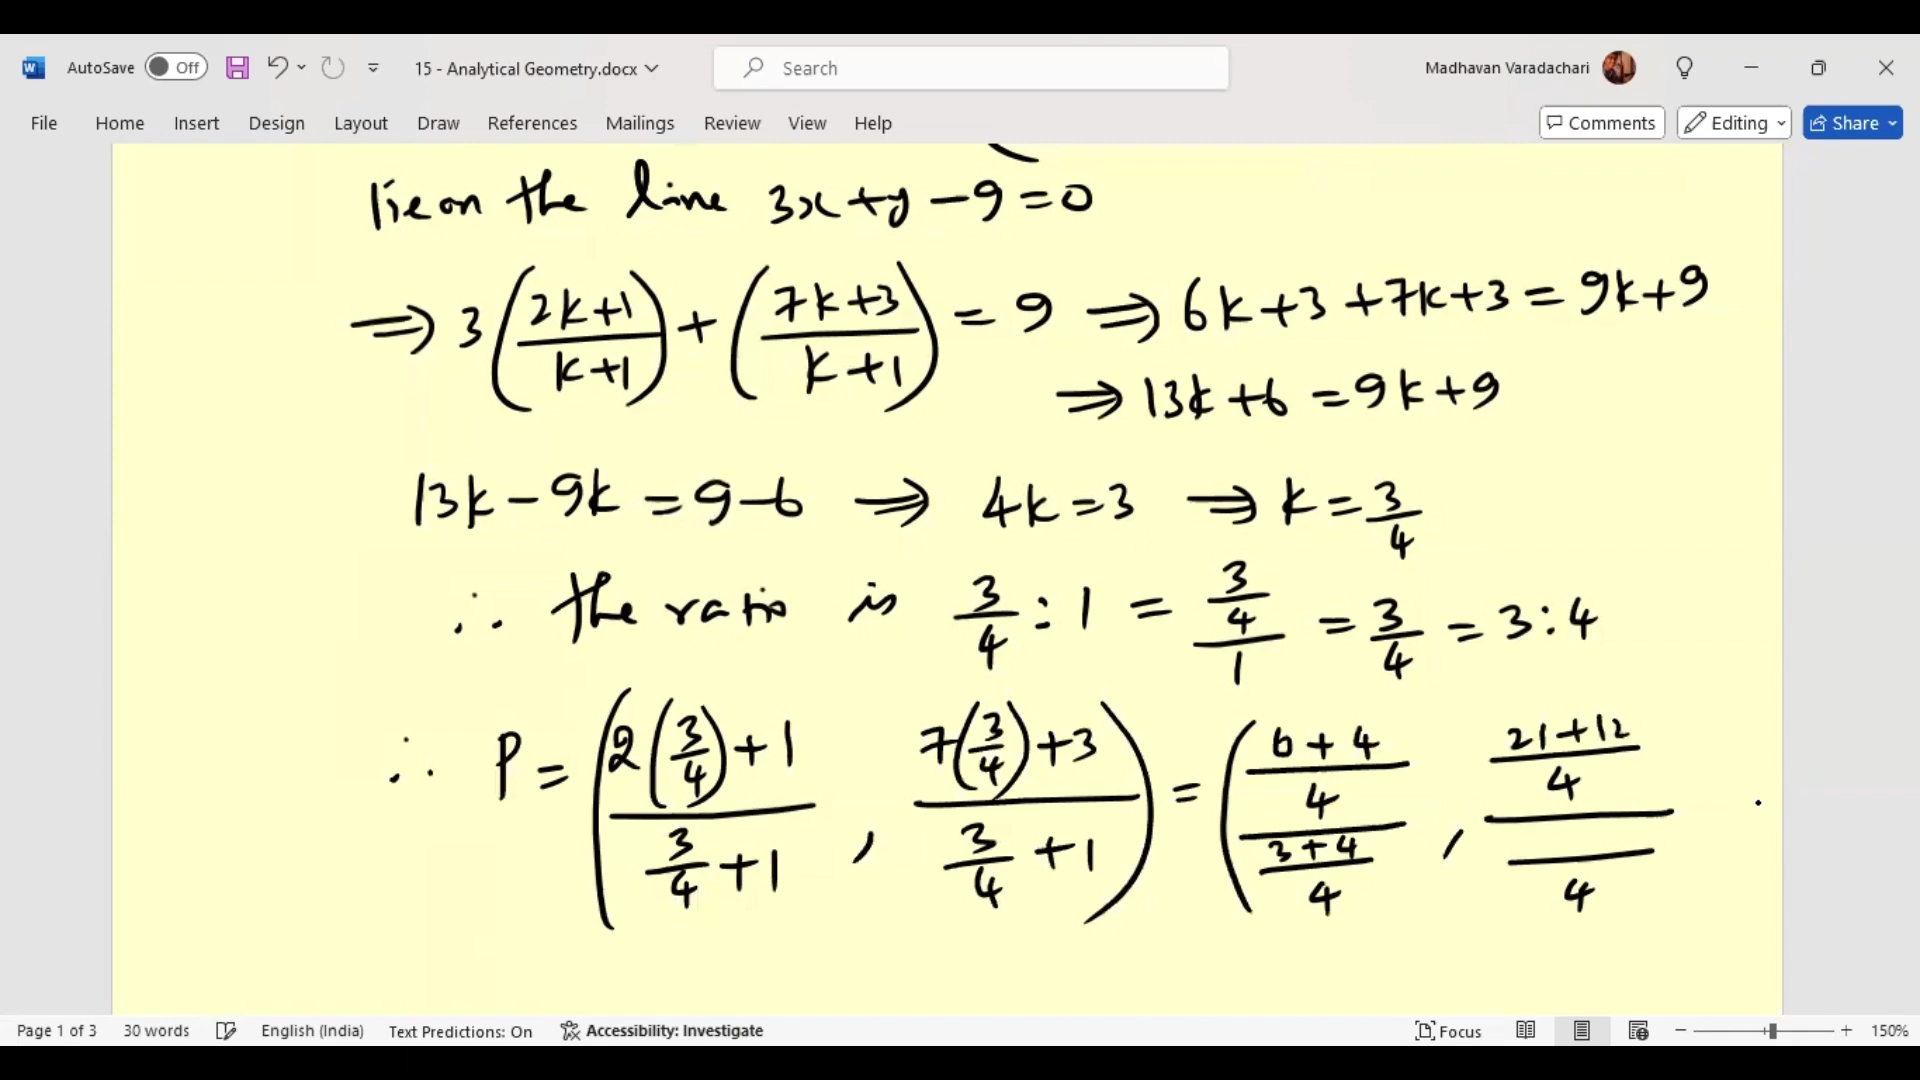 AutoSave Off 15 - Analytical Geometry.docx Search Madhavan Varadachari
File Home Insert Design Layout Draw References Mailings Review View Help Comments Editing Share
lie on the line 3x+y-9=0
⇒ 3((2k+1)/(k+1)) + ((7k+3)/(k+1)) = 9 ⇒ 6k+3+7k+3=9k+9
⇒ 13k+6=9k+9
13k-9k=9-6 ⇒ 4k=3 ⇒ k=3/4
∴ the ratio is 3/4 : 1 = (3/4)/1 = 3/4 = 3:4
∴ P = ((2(3/4)+1)/(3/4+1), (7(3/4)+3)/(3/4+1)) = (((6+4)/4)/((3+4)/4), ((21+12)/4)/( /4)
Page 1 of 3 30 words English (India) Text Predictions: On Accessibility: Investigate Focus 150%